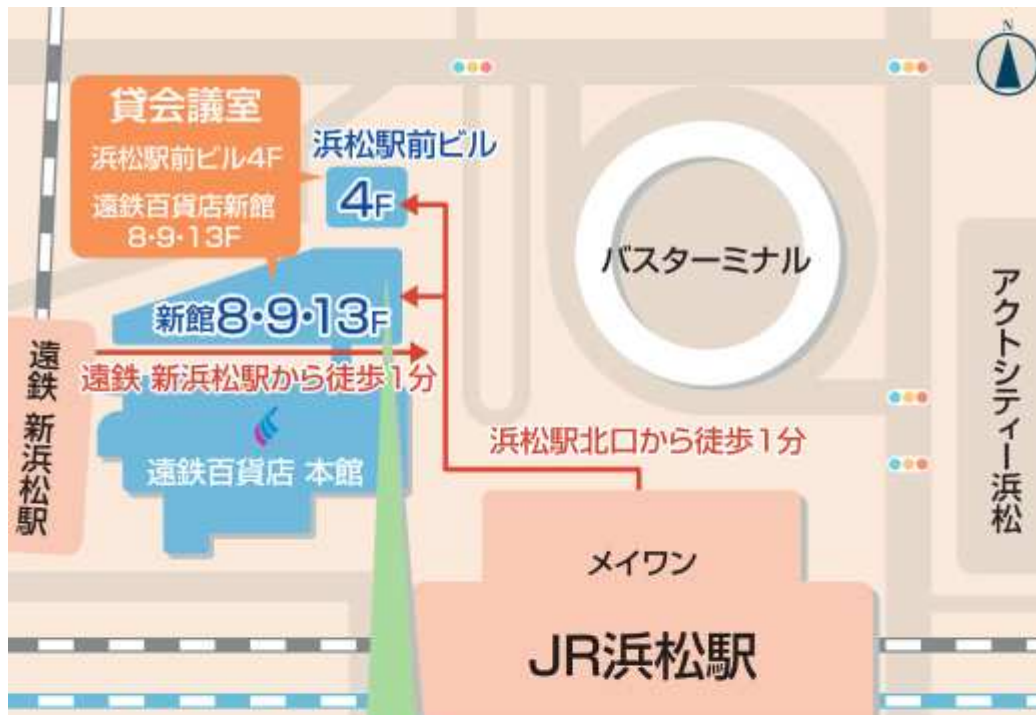 N
貸会議室
浜松駅前ビル4F
遠鉄百貨店新館
8・9・13F
浜松駅前ビル
4F
バスターミナル
新館8・9・13F
遠鉄 新浜松駅から徒歩1分
遠鉄 新浜松駅
アクトシティー浜松
浜松駅北口から徒歩1分
遠鉄百貨店 本館
メイワン
JR浜松駅